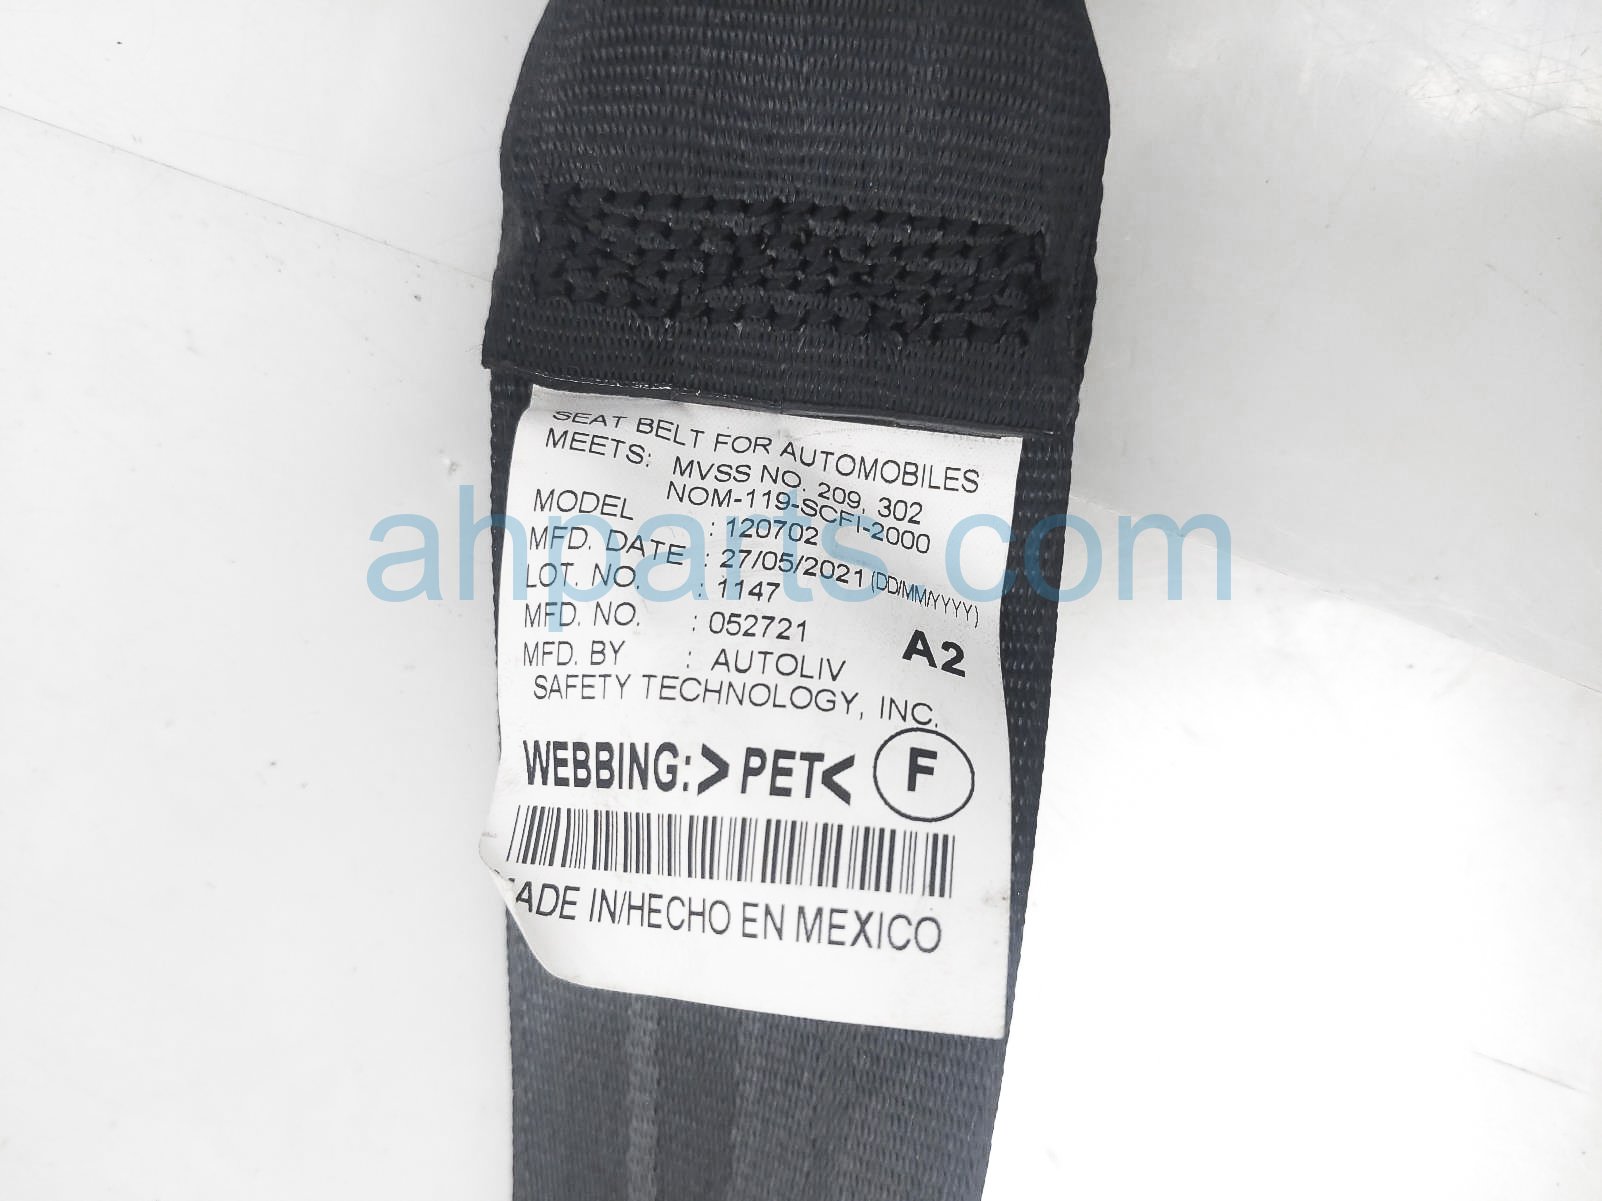 SEAT BELT FOR AUTOMOBILES
MEETS: MVSS NO. 209, 302
NOM-119-SCFI-2000
MODEL : 120702
MFD. DATE : 27/05/2021 (DD/MM/YYYY)
LOT. NO. : 1147
MFD. NO. : 052721
A2
MFD. BY : AUTOLIV
SAFETY TECHNOLOGY, INC.
WEBBING: >PET< F
MADE IN/HECHO EN MEXICO
ahparts.com